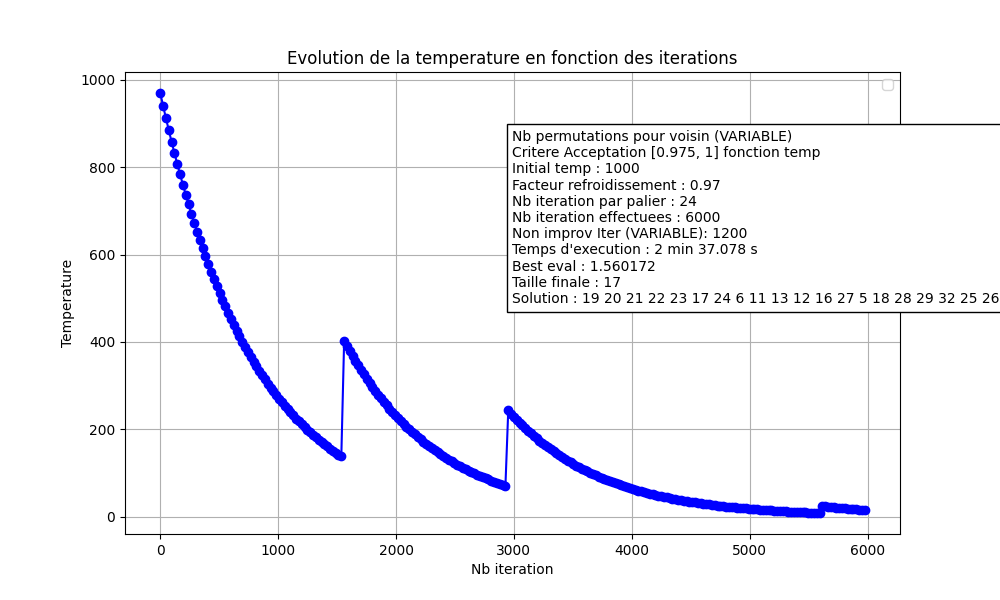 Evolution de la temperature en fonction des iterations
1000
800
600
400
200
0
Temperature
Nb permutations pour voisin (VARIABLE)
Critere Acceptation [0.975, 1] fonction temp
Initial temp : 1000
Facteur refroidissement : 0.97
Nb iteration par palier : 24
Nb iteration effectuees : 6000
Non improv Iter (VARIABLE): 1200
Temps d'execution : 2 min 37.078 s
Best eval : 1.560172
Taille finale : 17
Solution : 19 20 21 22 23 17 24 6 11 13 12 16 27 5 18 28 29 32 25 26
0 1000 2000 3000 4000 5000 6000
Nb iteration